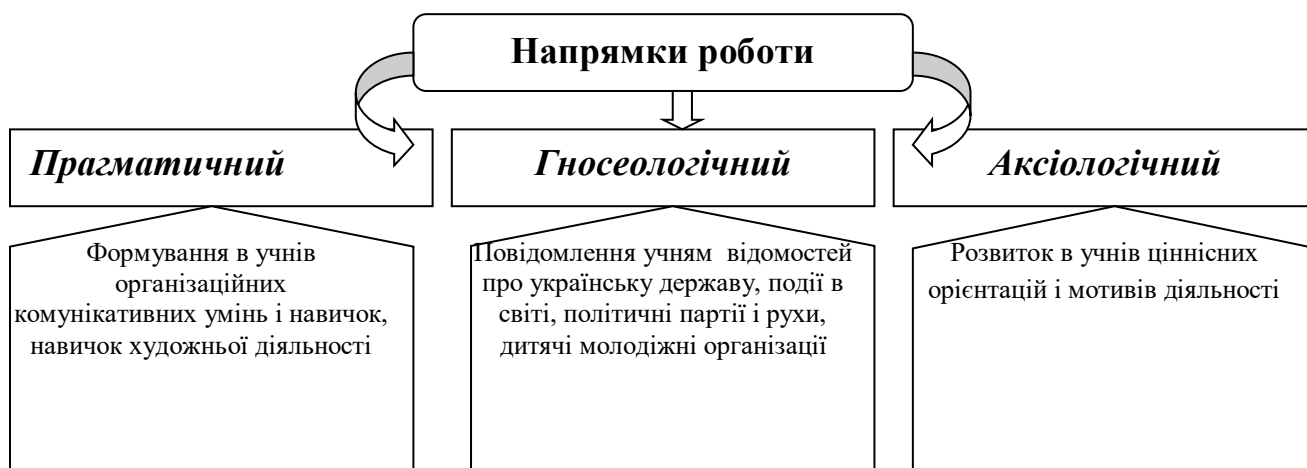 Напрямки роботи
Прагматичний
Гносеологічний
Аксіологічний
Формування в учнів
організаційних
комунікативних умінь і навичок,
навичок художньої діяльності
Повідомлення учням відомостей
про українську державу, події в
світі, політичні партії і рухи,
дитячі молодіжні організації
Розвиток в учнів ціннісних
орієнтацій і мотивів діяльності